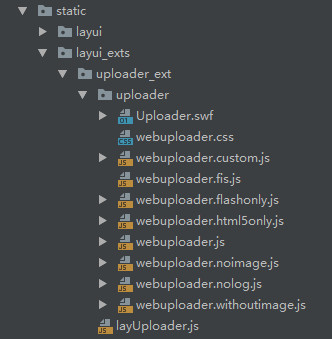 static
layui
layui_exts
uploader_ext
uploader
Uploader.swf
webuploader.css
webuploader.custom.js
webuploader.fis.js
webuploader.flashonly.js
webuploader.html5only.js
webuploader.js
webuploader.noimage.js
webuploader.nolog.js
webuploader.withoutimage.js
layUploader.js